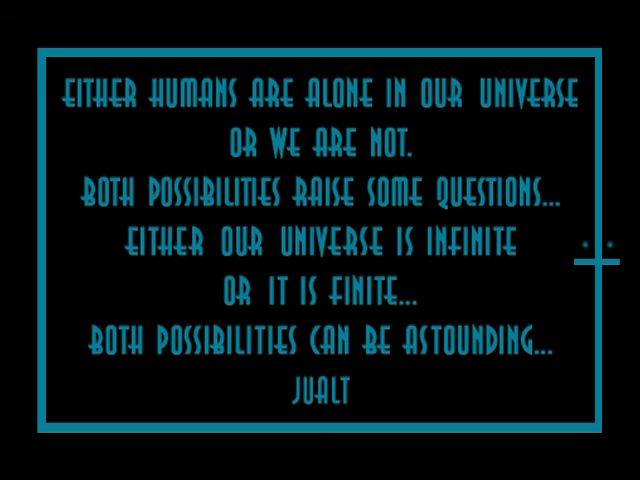 EITHER HUMANS ARE ALONE IN OUR UNIVERSE
OR WE ARE NOT.
BOTH POSSIBILITIES RAISE SOME QUESTIONS...
EITHER OUR UNIVERSE IS INFINITE
OR IT IS FINITE...
BOTH POSSIBILITIES CAN BE ASTOUNDING...
JUALT